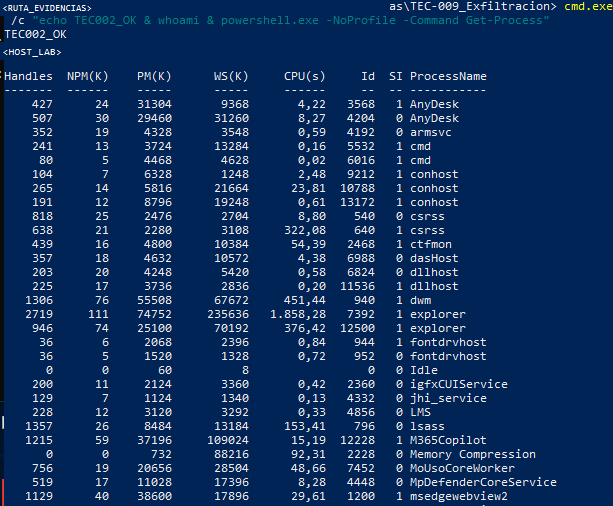 <RUTA_EVIDENCIAS> as\TEC-009_Exfiltracion> cmd.exe
/c "echo TEC002_OK & whoami & powershell.exe -NoProfile -Command Get-Process"
TEC002_OK
<HOST_LAB>
Handles NPM(K) PM(K) WS(K) CPU(s) Id SI ProcessName
------- ------ ----- ----- ------ -- -- -----------
427 24 31304 9368 4,22 3568 1 AnyDesk
507 30 29460 31260 8,27 4204 0 AnyDesk
352 19 4328 3548 0,59 4192 0 armsvc
241 13 3724 13284 0,16 5532 1 cmd
80 5 4468 4628 0,02 6016 1 cmd
104 7 6328 1248 2,48 9212 1 conhost
265 14 5816 21664 23,81 10788 1 conhost
191 12 8796 19248 0,61 13172 1 conhost
818 25 2476 2704 8,80 540 0 csrss
638 21 2280 3108 322,08 640 1 csrss
439 16 4800 10384 54,39 2468 1 ctfmon
357 18 4632 10572 4,38 6988 0 dasHost
203 20 4248 5420 0,58 6824 0 dllhost
225 17 3736 2836 0,20 11536 1 dllhost
1306 76 55508 67672 451,44 940 1 dwm
2719 111 74752 235636 1.858,28 7392 1 explorer
946 74 25100 70192 376,42 12500 1 explorer
36 6 2068 2396 0,84 944 1 fontdrvhost
36 5 1520 1328 0,72 952 0 fontdrvhost
0 0 60 8 0 0 Idle
200 11 2124 3360 0,42 2360 0 igfxCUIService
129 7 1124 1340 0,13 4332 0 jhi_service
228 12 3120 3292 0,33 4856 0 LMS
1357 26 8484 13184 153,41 796 0 lsass
1215 59 37196 109024 15,19 12228 1 M365Copilot
0 0 732 88216 92,31 2228 0 Memory Compression
756 19 20656 28504 48,66 7452 0 MoUsoCoreWorker
519 17 11028 17396 8,28 4448 0 MpDefenderCoreService
1129 40 38600 17896 29,61 1200 1 msedgewebview2